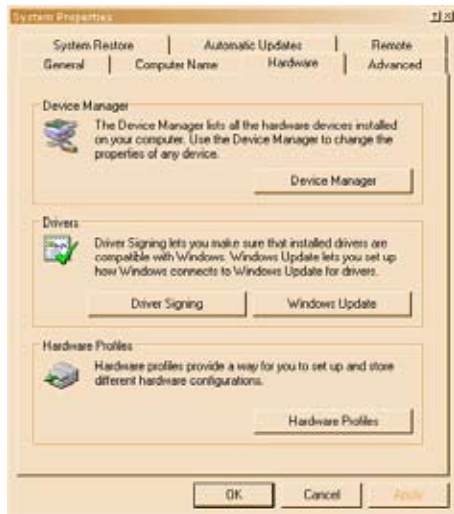 System Properties
System Restore Automatic Updates Remote
General Computer Name Hardware Advanced
Device Manager
The Device Manager lists all the hardware devices installed
on your computer. Use the Device Manager to change the
properties of any device.
Device Manager
Drivers
Driver Signing lets you make sure that installed drivers are
compatible with Windows. Windows Update lets you set up
how Windows connects to Windows Update for drivers.
Driver Signing Windows Update
Hardware Profiles
Hardware profiles provide a way for you to set up and store
different hardware configurations.
Hardware Profiles
OK Cancel Apply